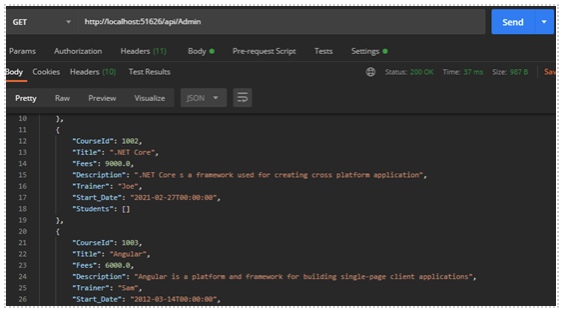 GET http://localhost:51626/api/Admin Send
Params Authorization Headers (11) Body Pre-request Script Tests Settings
Body Cookies Headers (10) Test Results Status: 200 OK Time: 37 ms Size: 987 B Sav
Pretty Raw Preview Visualize JSON
10 },
11 {
12 "CourseId": 1002,
13 "Title": ".NET Core",
14 "Fees": 9000.0,
15 "Description": ".NET Core s a framework used for creating cross platform application",
16 "Trainer": "Joe",
17 "Start_Date": "2021-02-27T00:00:00",
18 "Students": []
19 },
20 {
21 "CourseId": 1003,
22 "Title": "Angular",
23 "Fees": 6000.0,
24 "Description": "Angular is a platform and framework for building single-page client applications",
25 "Trainer": "Sam",
26 "Start_Date": "2012-03-14T00:00:00",